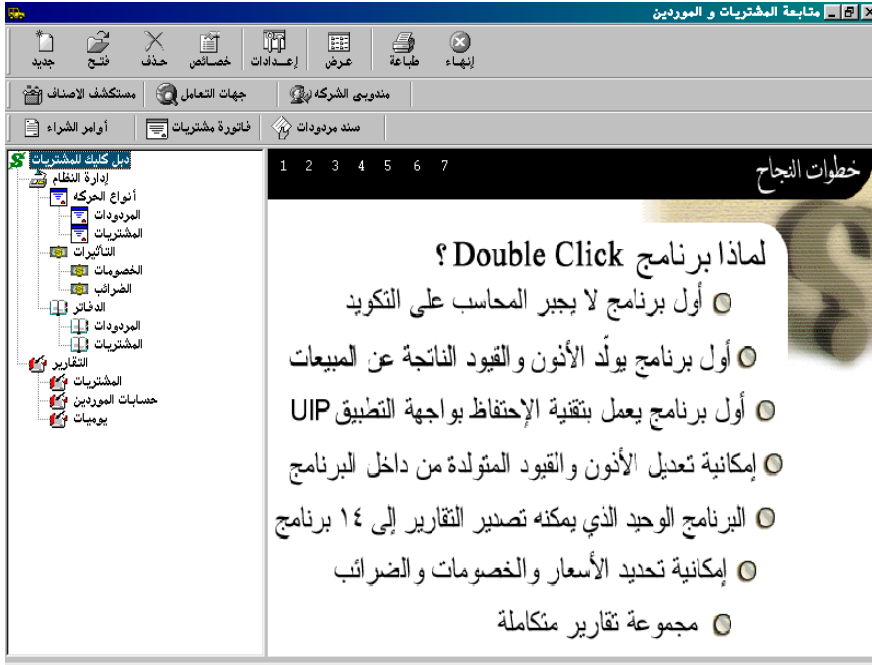 متابعة المشتريات و الموردين
جديد فتح حذف خصائص إعدادات عرض طباعة إنهاء
مستكشف الاصناف جهات التعامل مندوبى الشركه
أوامر الشراء فاتورة مشتريات سند مردودات
دبل كليك للمشتريات
إدارة النظام
أنواع الحركه
المردودات
المشتريات
التأثيرات
الخصومات
الضرائب
الدفاتر
المردودات
المشتريات
التقارير
المشتريات
حسابات الموردين
يوميات
1 2 3 4 5 6 7
خطوات النجاح
لماذا برنامج Double Click ؟
أول برنامج لا يجبر المحاسب على التكويد
أول برنامج يولّد الأذون والقيود الناتجة عن المبيعات
أول برنامج يعمل بتقنية الإحتفاظ بواجهة التطبيق UIP
إمكانية تعديل الأذون والقيود المتولدة من داخل البرنامج
البرنامج الوحيد الذي يمكنه تصدير التقارير إلى ١٤ برنامج
إمكانية تحديد الأسعار والخصومات والضرائب
مجموعة تقارير متكاملة